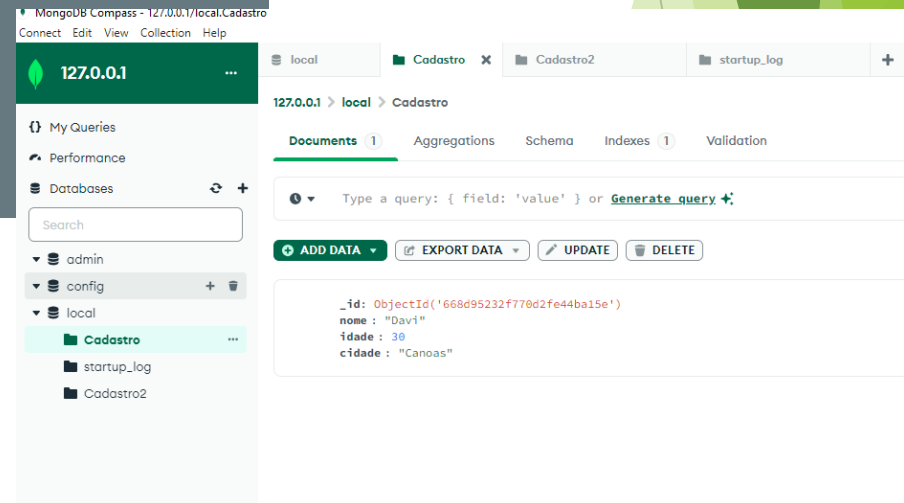 MongoDB Compass - 127.0.0.1/local.Cadastro
Connect Edit View Collection Help
127.0.0.1 ...
{} My Queries
Performance
Databases
Search
admin
config
local
Cadastro ...
startup_log
Cadastro2
local Cadastro Cadastro2 startup_log
127.0.0.1 > local > Cadastro
Documents 1 Aggregations Schema Indexes 1 Validation
Type a query: { field: 'value' } or Generate query
ADD DATA EXPORT DATA UPDATE DELETE
_id: ObjectId('668d95232f770d2fe44ba15e')
nome : "Davi"
idade : 30
cidade : "Canoas"